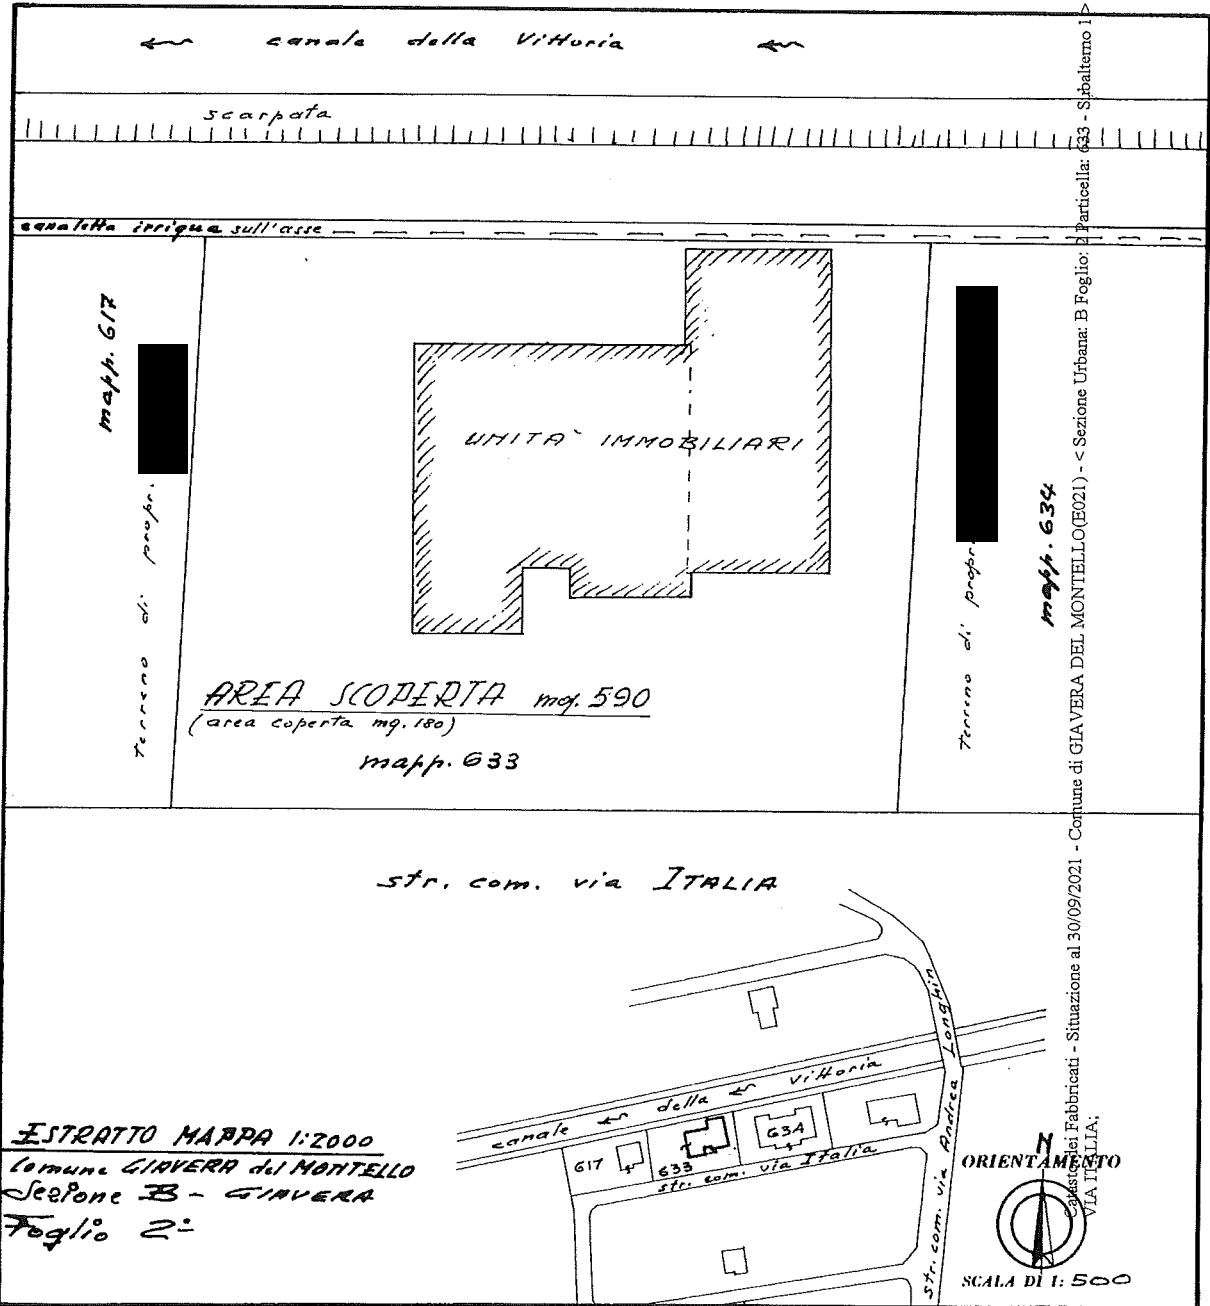 canale della Vittoria
scarpata
canaletta irrigua sull'asse
mapp. 617
terreno di propr.
UNITA` IMMOBILIARI
terreno di propr.
mapp. 634
AREA SCOPERTA mq. 590
(area coperta mq. 180)
mapp. 633
str. com. via ITALIA
ESTRATTO MAPPA 1:2000
Comune GIAVERA del MONTELLO
Sezione B - GIAVERA
Foglio 2°
canale della Vittoria
617
633
634
str. com. via Italia
str. com. via Andrea Longhin
N
ORIENTAMENTO
SCALA DI 1: 500
Catasto dei Fabbricati - Situazione al 30/09/2021 - Comune di GIAVERA DEL MONTELLO(E021) - < Sezione Urbana: B Foglio: 2 Particella: 633 - Subalterno 1 >
VIA ITALIA;